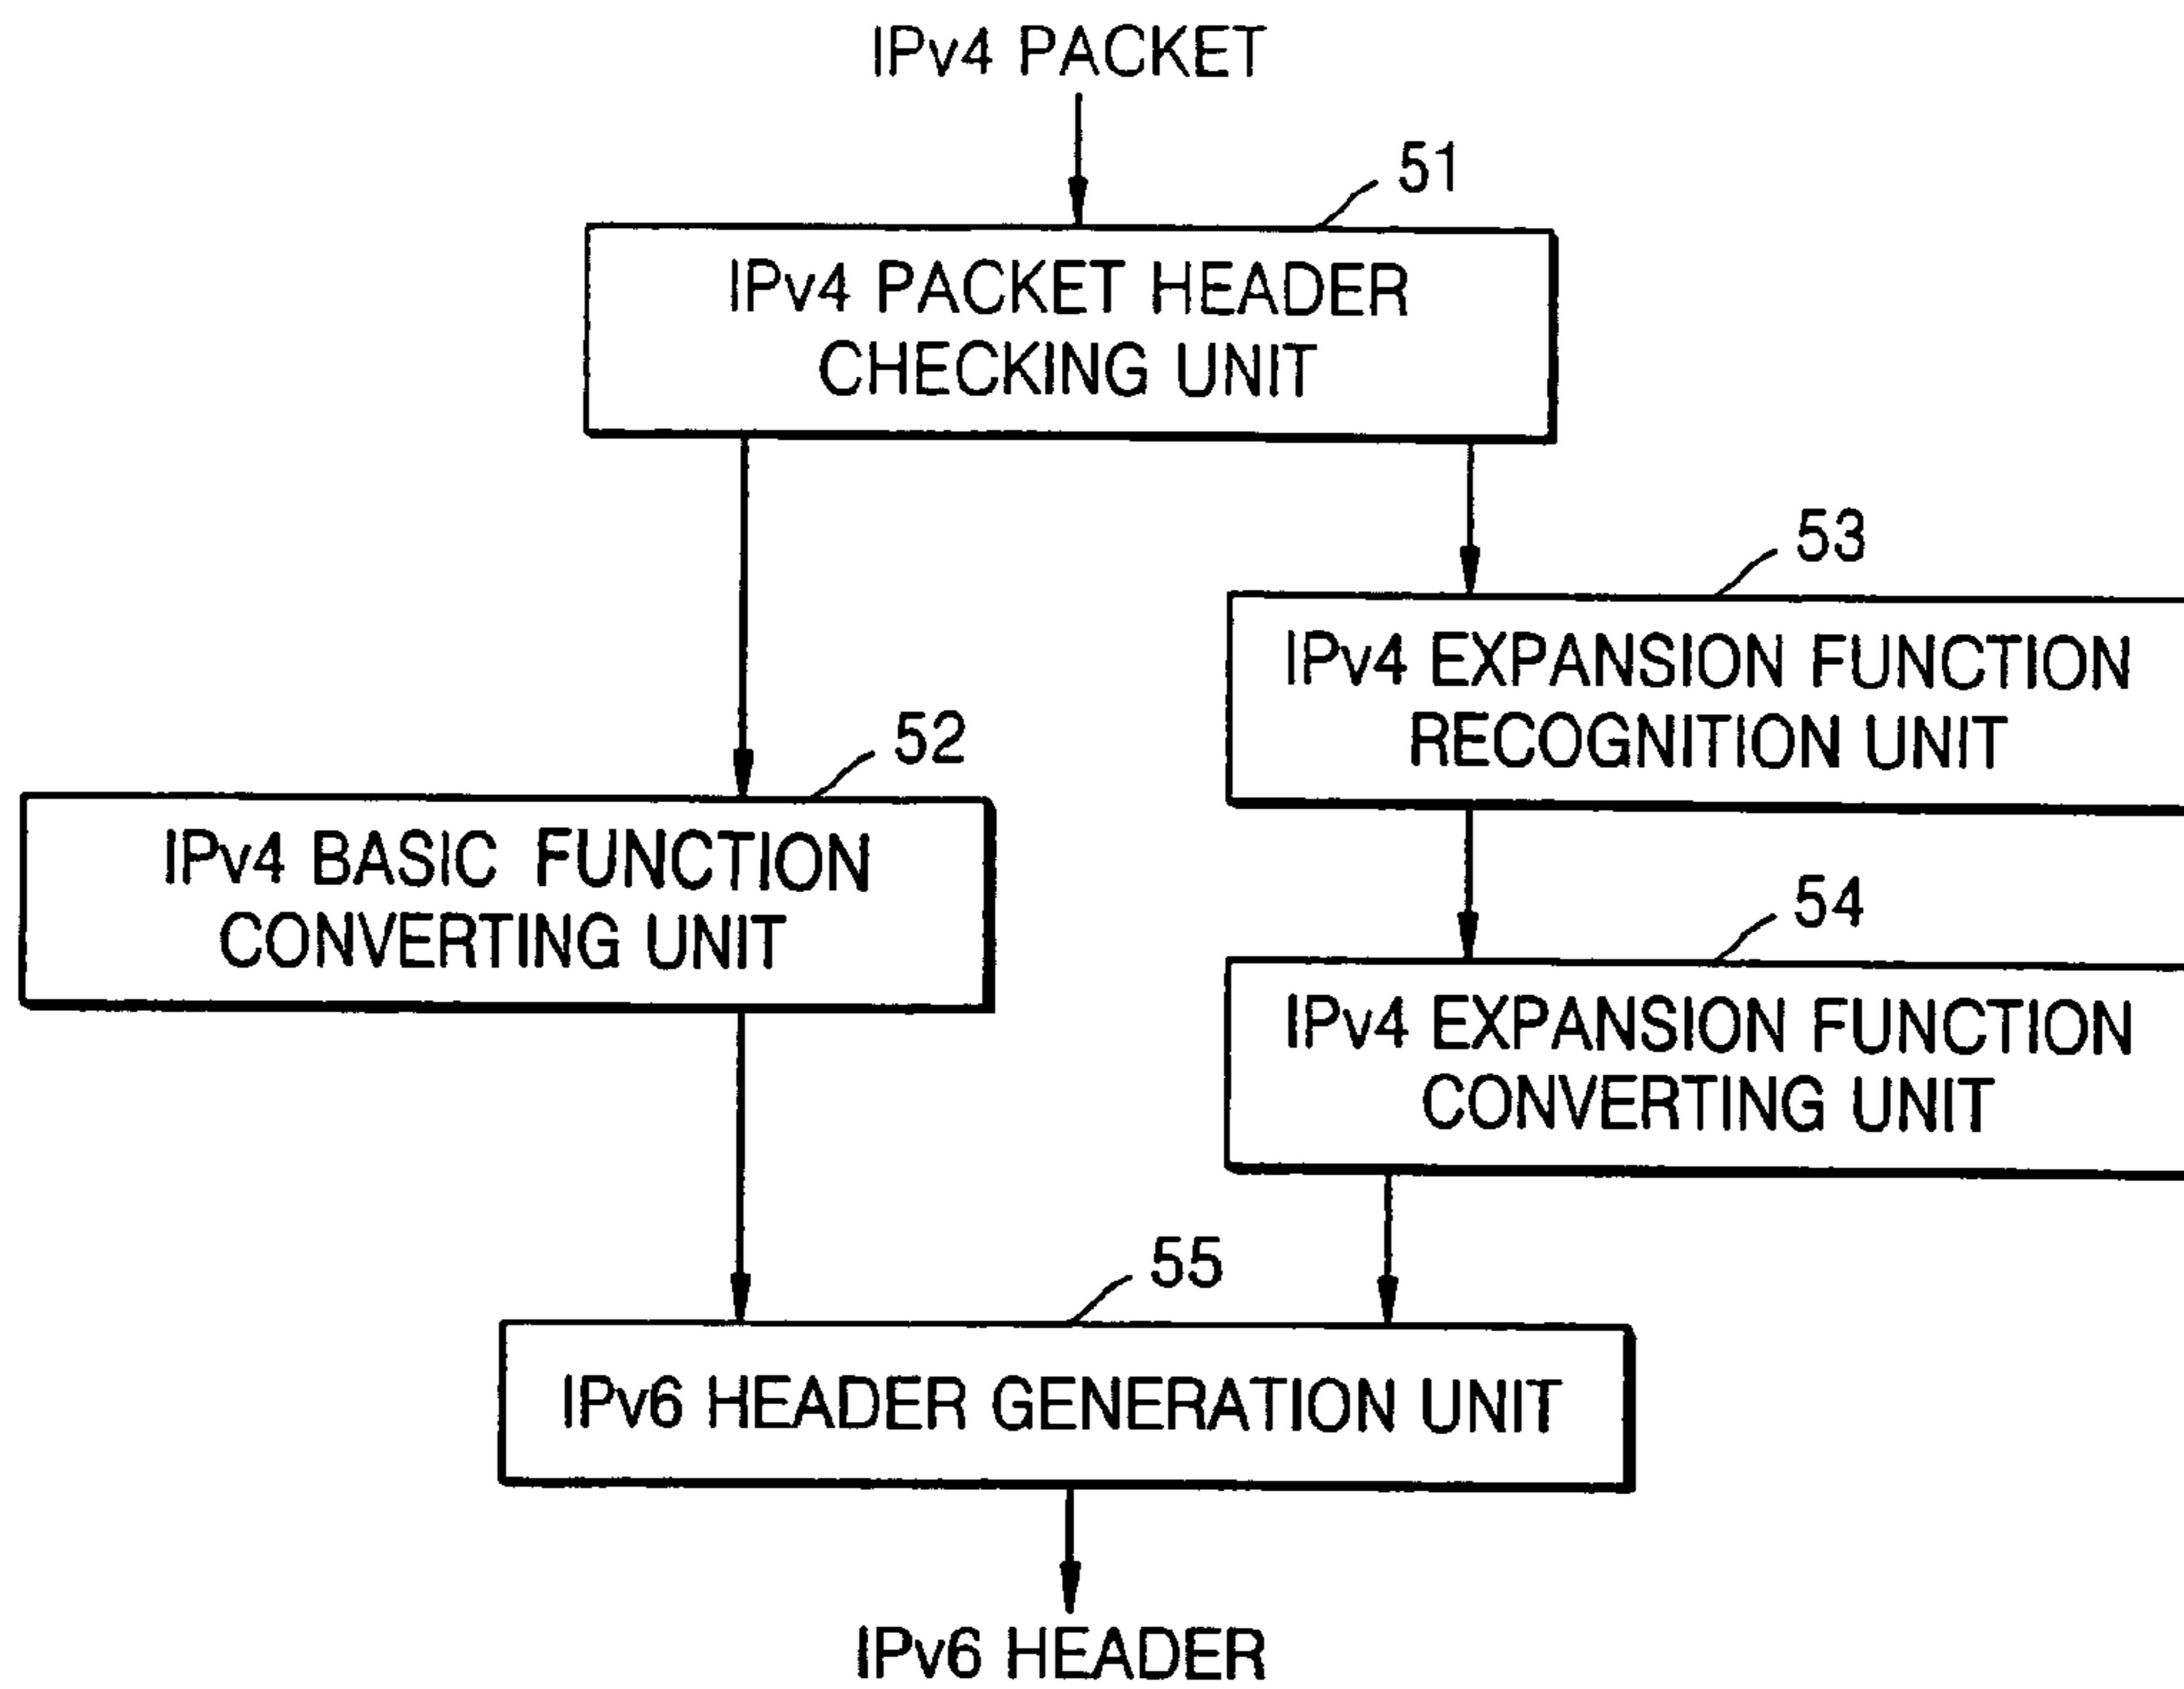 IPv4 PACKET
51
IPv4 PACKET HEADER
CHECKING UNIT
53
IPv4 EXPANSION FUNCTION
RECOGNITION UNIT
52
IPv4 BASIC FUNCTION
CONVERTING UNIT
54
IPv4 EXPANSION FUNCTION
CONVERTING UNIT
55
IPv6 HEADER GENERATION UNIT
IPv6 HEADER